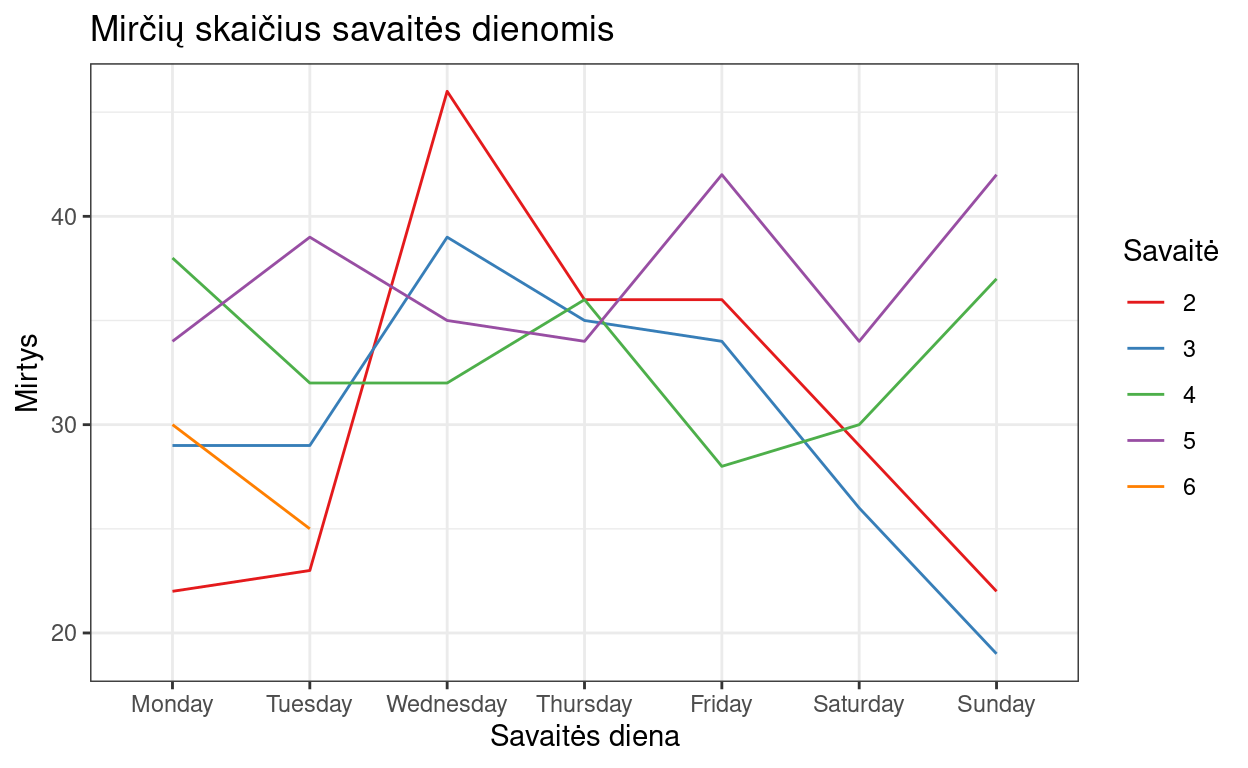 Mirčių skaičius savaitės dienomis
Mirtys
40
30
20
Monday Tuesday Wednesday Thursday Friday Saturday Sunday
Savaitės diena
Savaitė
2
3
4
5
6